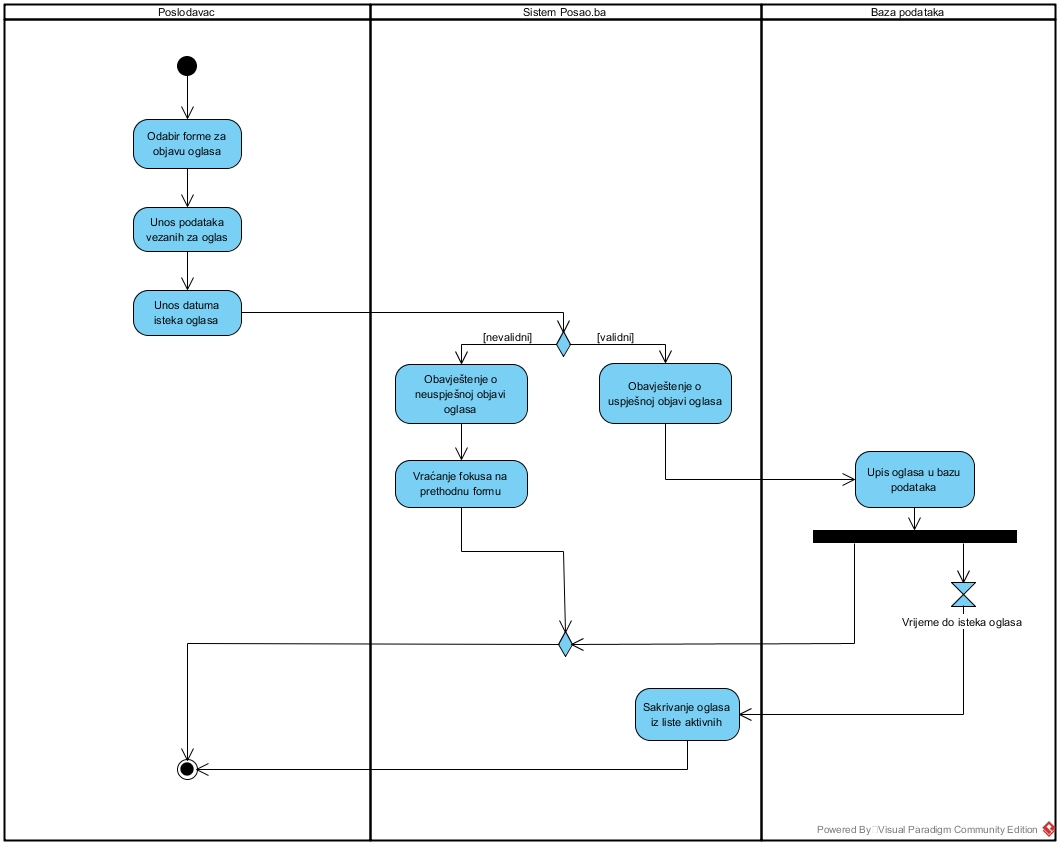 Poslodavac
Sistem Posao.ba
Baza podataka
Odabir forme za
objavu oglasa
Unos podataka
vezanih za oglas
Unos datuma
isteka oglasa
[nevalidni]
[validni]
Obavještenje o
neuspješnoj objavi
oglasa
Obavještenje o
uspješnoj objavi oglasa
Vraćanje fokusa na
prethodnu formu
Upis oglasa u bazu
podataka
Vrijeme do isteka oglasa
Sakrivanje oglasa
iz liste aktivnih
Powered By Visual Paradigm Community Edition